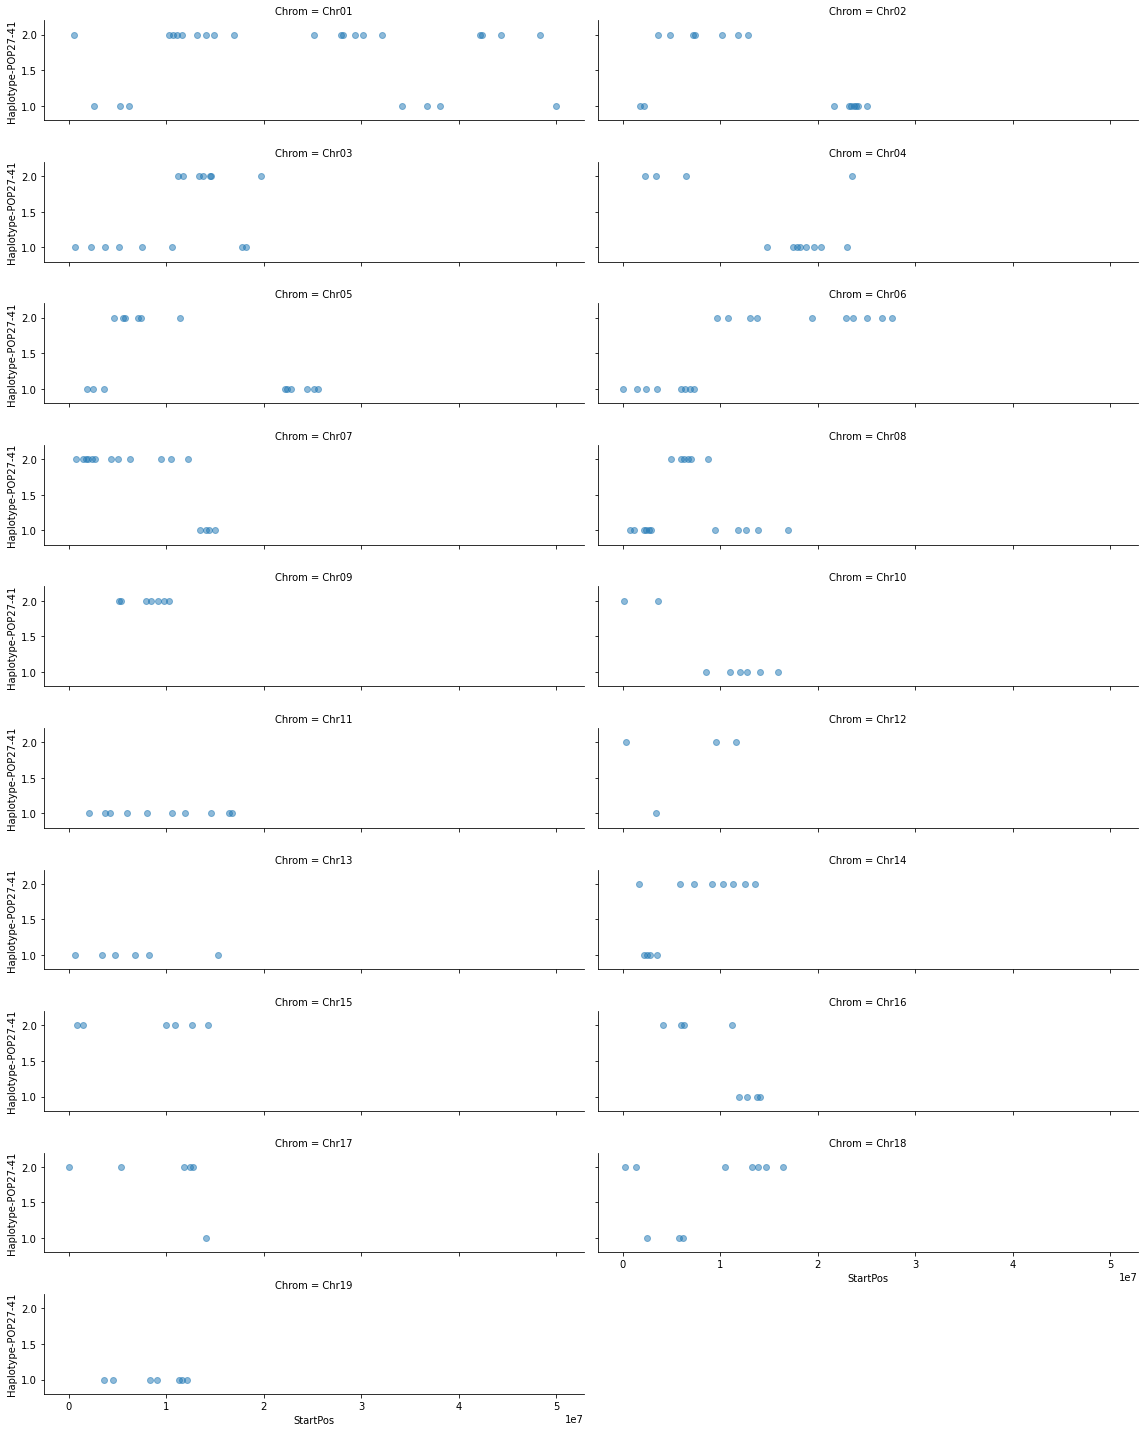 Chrom = Chr01
Chrom = Chr02
Haplotype-POP27-41
2.0
1.5
1.0
Chrom = Chr03
Chrom = Chr04
Haplotype-POP27-41
2.0
1.5
1.0
Chrom = Chr05
Chrom = Chr06
Haplotype-POP27-41
2.0
1.5
1.0
Chrom = Chr07
Chrom = Chr08
Haplotype-POP27-41
2.0
1.5
1.0
Chrom = Chr09
Chrom = Chr10
Haplotype-POP27-41
2.0
1.5
1.0
Chrom = Chr11
Chrom = Chr12
Haplotype-POP27-41
2.0
1.5
1.0
Chrom = Chr13
Chrom = Chr14
Haplotype-POP27-41
2.0
1.5
1.0
Chrom = Chr15
Chrom = Chr16
Haplotype-POP27-41
2.0
1.5
1.0
Chrom = Chr17
Chrom = Chr18
Haplotype-POP27-41
2.0
1.5
1.0
0 1 2 3 4 5
StartPos
1e7
Chrom = Chr19
Haplotype-POP27-41
2.0
1.5
1.0
0 1 2 3 4 5
StartPos
1e7